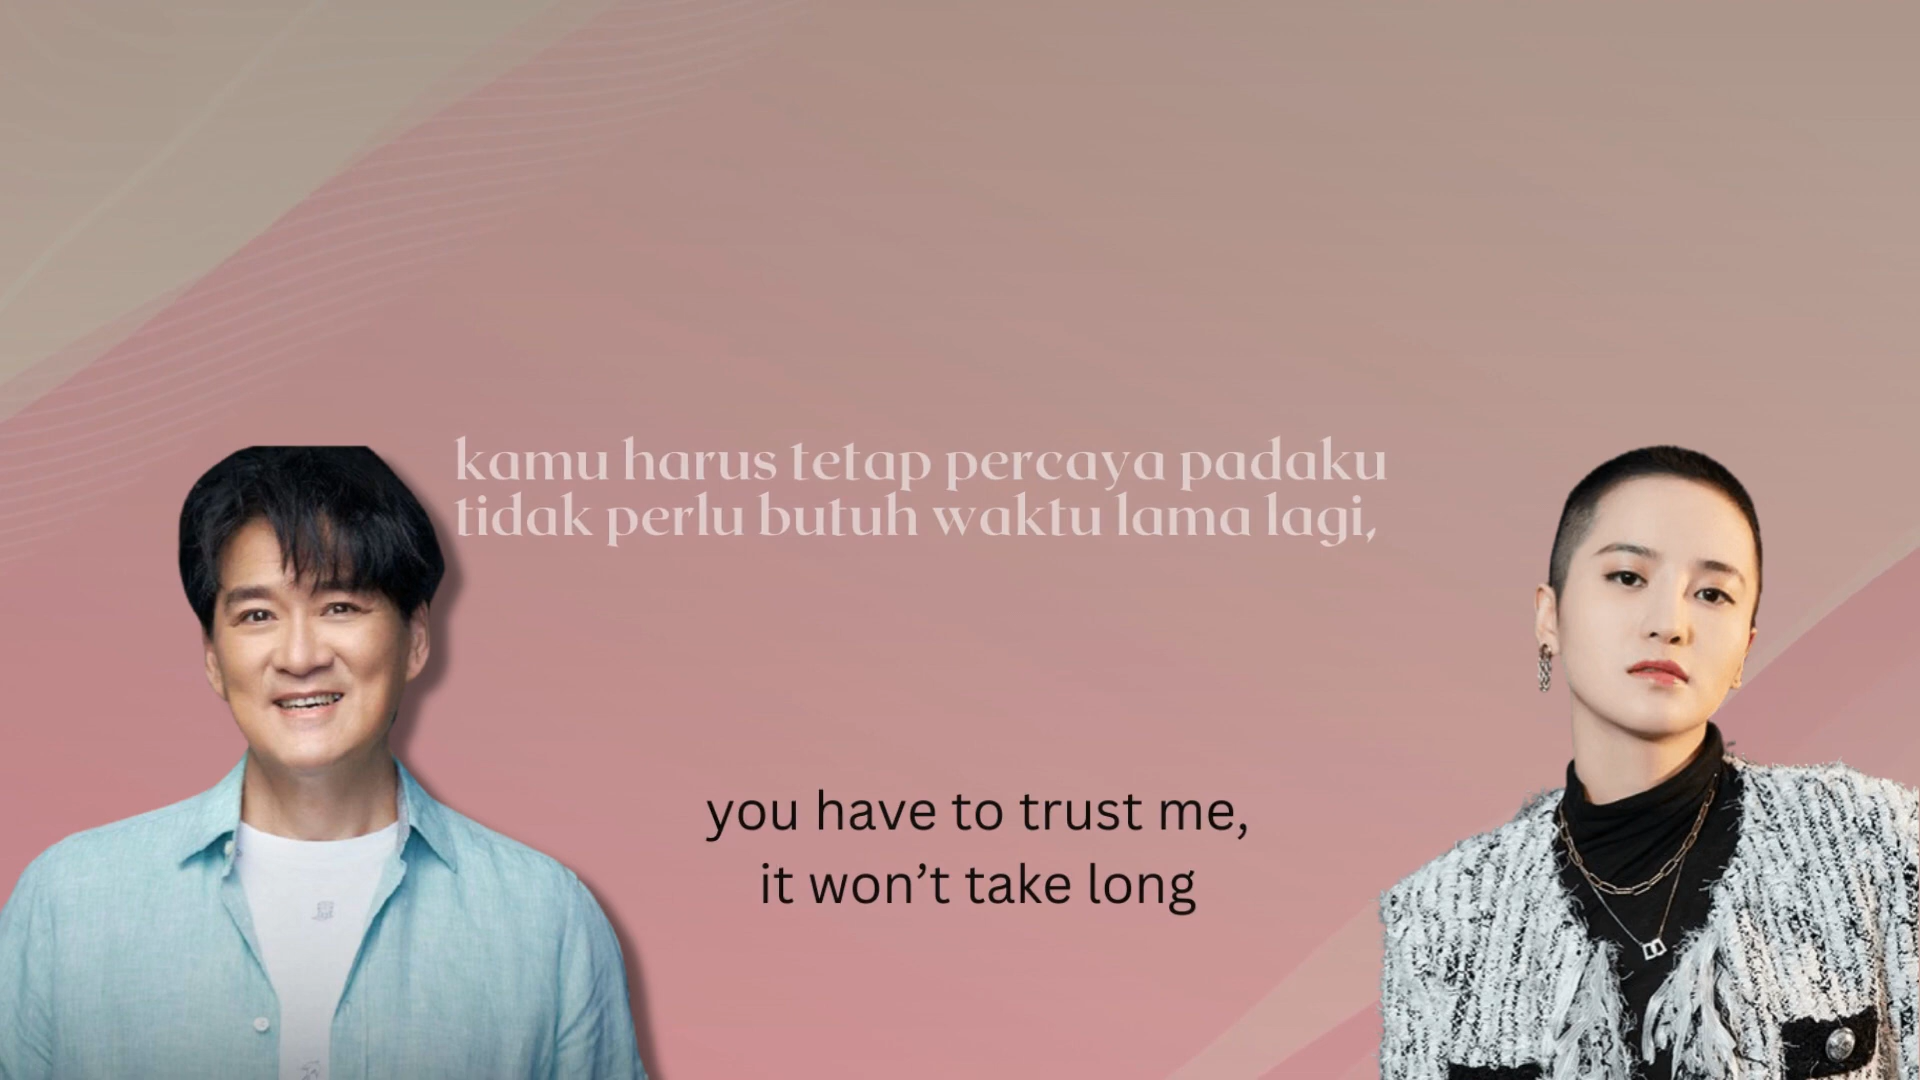 kamu harus tetap percaya padaku
tidak perlu butuh waktu lama lagi,
you have to trust me,
it won't take long